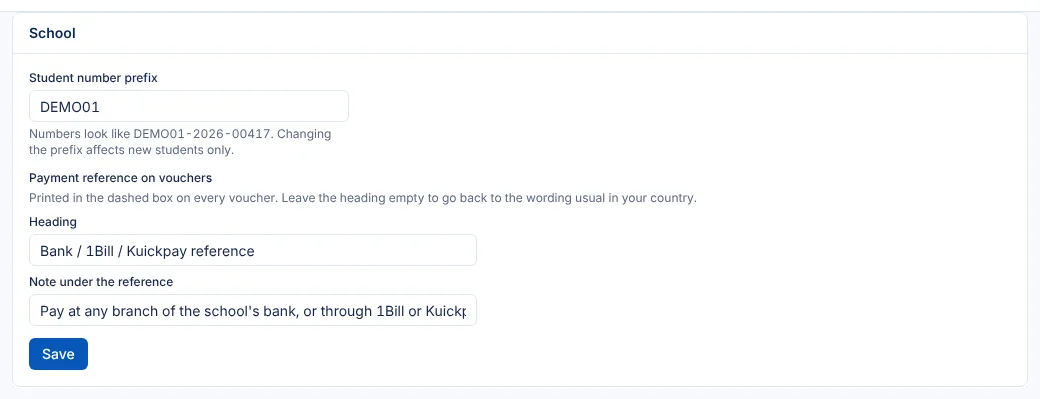 School
Student number prefix
DEMO01
Numbers look like DEMO01-2026-00417. Changing
the prefix affects new students only.
Payment reference on vouchers
Printed in the dashed box on every voucher. Leave the heading empty to go back to the wording usual in your country.
Heading
Bank / 1Bill / Kuickpay reference
Note under the reference
Pay at any branch of the school's bank, or through 1Bill or Kuickp
Save